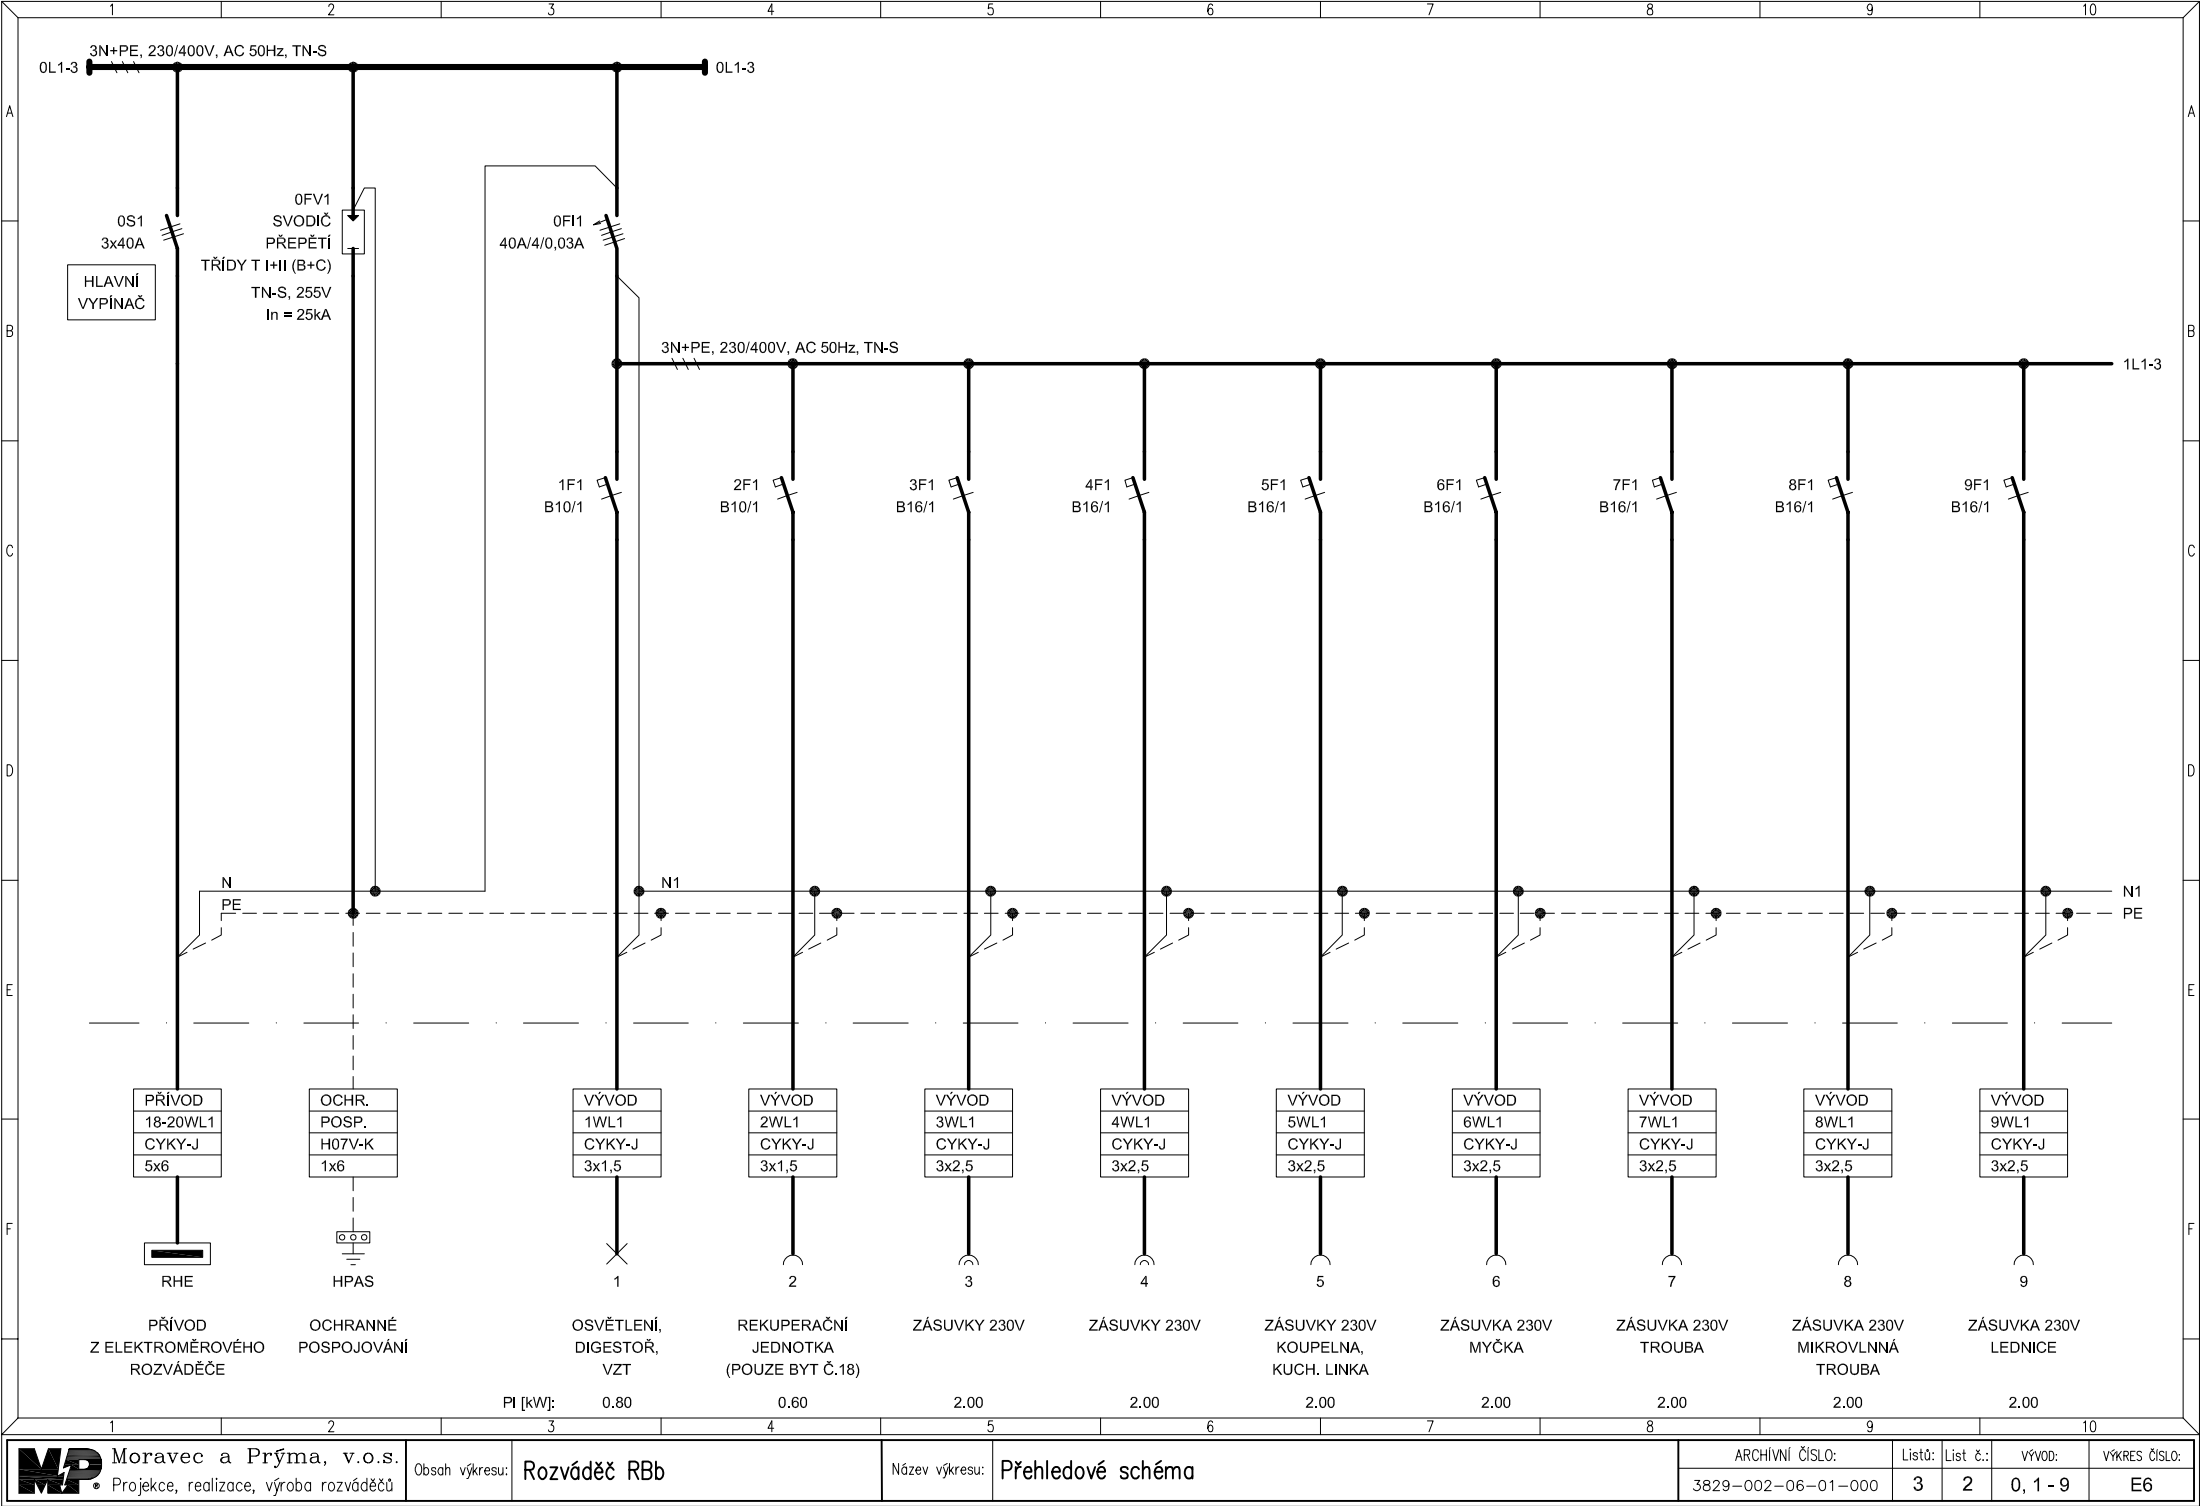 1 2 3 4 5 6 7 8 9 10
A
B
C
D
E
F
A
B
C
D
E
F
3N+PE, 230/400V, AC 50Hz, TN-S
0L1-3
0L1-3
0S1
3x40A
HLAVNÍ
VYPÍNAČ
0FV1
SVODIČ
PŘEPĚTÍ
TŘÍDY T I+II (B+C)
TN-S, 255V
In = 25kA
0FI1
40A/4/0,03A
3N+PE, 230/400V, AC 50Hz, TN-S
1L1-3
1F1
B10/1
2F1
B10/1
3F1
B16/1
4F1
B16/1
5F1
B16/1
6F1
B16/1
7F1
B16/1
8F1
B16/1
9F1
B16/1
N
PE
N1
N1
PE
PŘÍVOD
18-20WL1
CYKY-J
5x6
OCHR.
POSP.
H07V-K
1x6
VÝVOD
1WL1
CYKY-J
3x1,5
VÝVOD
2WL1
CYKY-J
3x1,5
VÝVOD
3WL1
CYKY-J
3x2,5
VÝVOD
4WL1
CYKY-J
3x2,5
VÝVOD
5WL1
CYKY-J
3x2,5
VÝVOD
6WL1
CYKY-J
3x2,5
VÝVOD
7WL1
CYKY-J
3x2,5
VÝVOD
8WL1
CYKY-J
3x2,5
VÝVOD
9WL1
CYKY-J
3x2,5
RHE
PŘÍVOD
Z ELEKTROMĚROVÉHO
ROZVÁDĚČE
HPAS
OCHRANNÉ
POSPOJOVÁNÍ
1
OSVĚTLENÍ,
DIGESTOŘ,
VZT
2
REKUPERAČNÍ
JEDNOTKA
(POUZE BYT Č.18)
3
ZÁSUVKY 230V
4
ZÁSUVKY 230V
5
ZÁSUVKY 230V
KOUPELNA,
KUCH. LINKA
6
ZÁSUVKA 230V
MYČKA
7
ZÁSUVKA 230V
TROUBA
8
ZÁSUVKA 230V
MIKROVLNNÁ
TROUBA
9
ZÁSUVKA 230V
LEDNICE
PI [kW]: 0.80 0.60 2.00 2.00 2.00 2.00 2.00 2.00 2.00
1 2 3 4 5 6 7 8 9 10
MP
Moravec a Prýma, v.o.s.
Projekce, realizace, výroba rozváděčů
Obsah výkresu: Rozváděč RBb
Název výkresu: Přehledové schéma
ARCHÍVNÍ ČÍSLO:
3829-002-06-01-000
Listů:
3
List č.:
2
VÝVOD:
0, 1 - 9
VÝKRES ČÍSLO:
E6